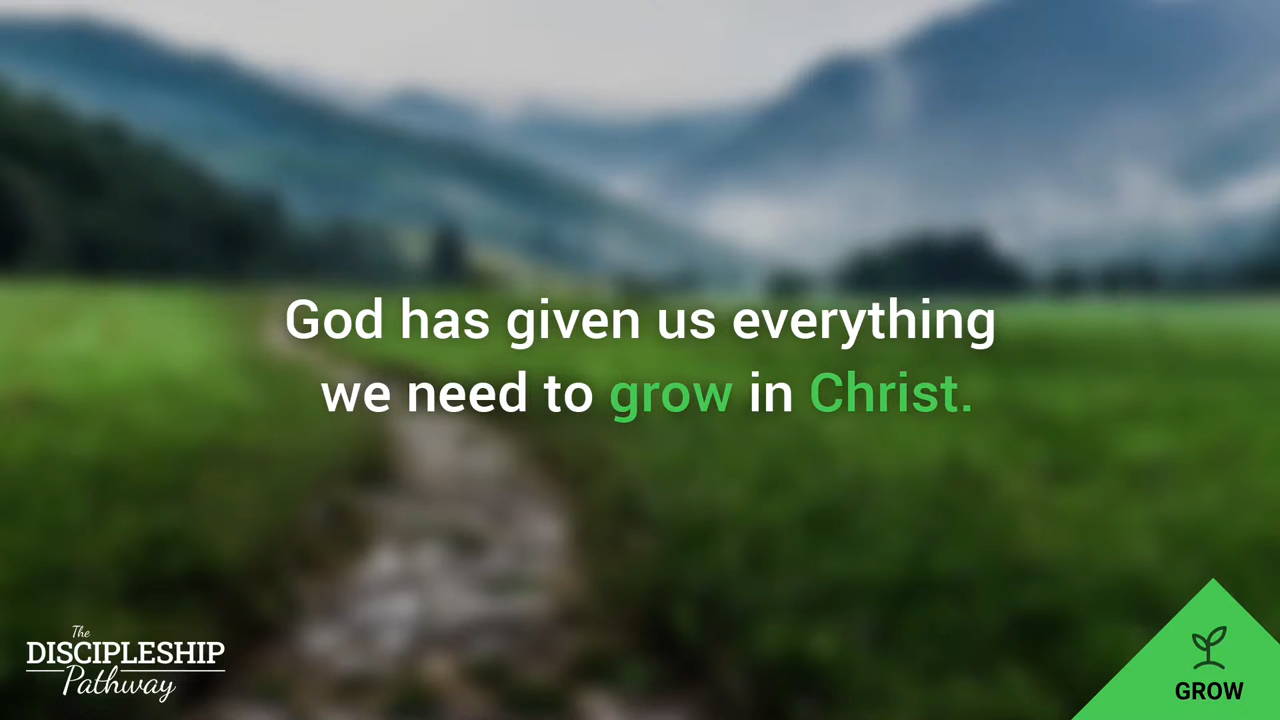 God has given us everything
we need to grow in Christ.
The
DISCIPLESHIP
Pathway
GROW